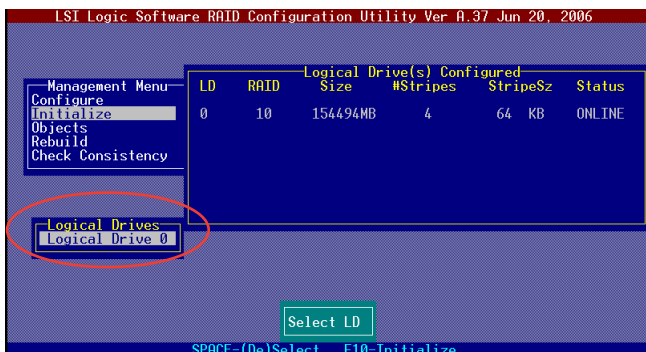 LSI Logic Software RAID Configuration Utility Ver A.37 Jun 20, 2006
Logical Drive(s) Configured
LD RAID Size #Stripes StripeSz Status
0 10 154494MB 4 64 KB ONLINE
Management Menu
Configure
Initialize
Objects
Rebuild
Check Consistency
Logical Drives
Logical Drive 0
Select LD
SPACE-(De)Select F10-Initialize